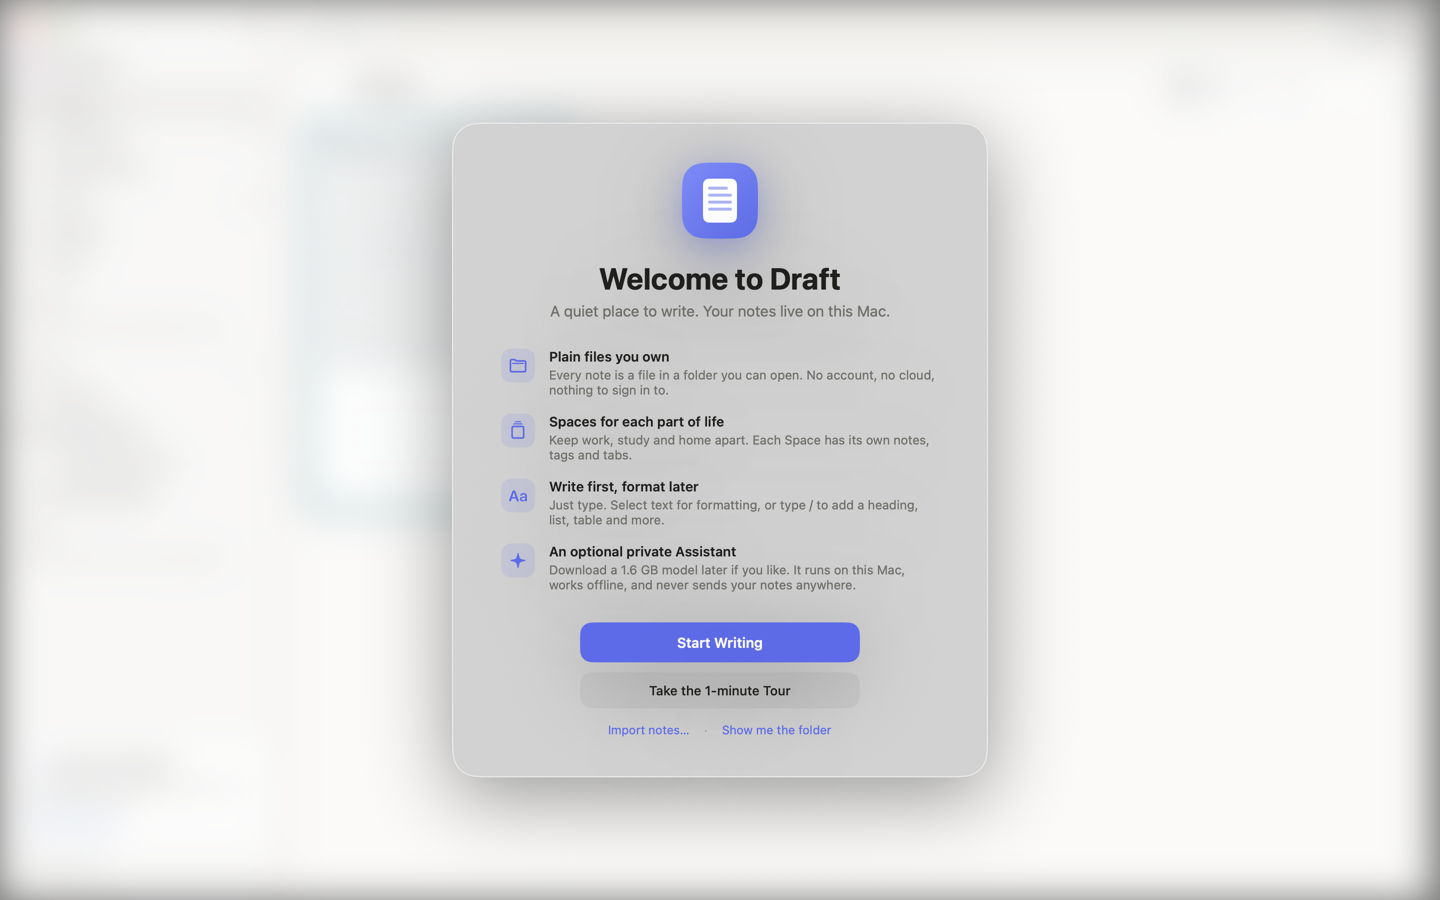 Welcome to Draft
A quiet place to write. Your notes live on this Mac.
Plain files you own
Every note is a file in a folder you can open. No account, no cloud,
nothing to sign in to.
Spaces for each part of life
Keep work, study and home apart. Each Space has its own notes,
tags and tabs.
Aa
Write first, format later
Just type. Select text for formatting, or type / to add a heading,
list, table and more.
An optional private Assistant
Download a 1.6 GB model later if you like. It runs on this Mac,
works offline, and never sends your notes anywhere.
Start Writing
Take the 1-minute Tour
Import notes... · Show me the folder